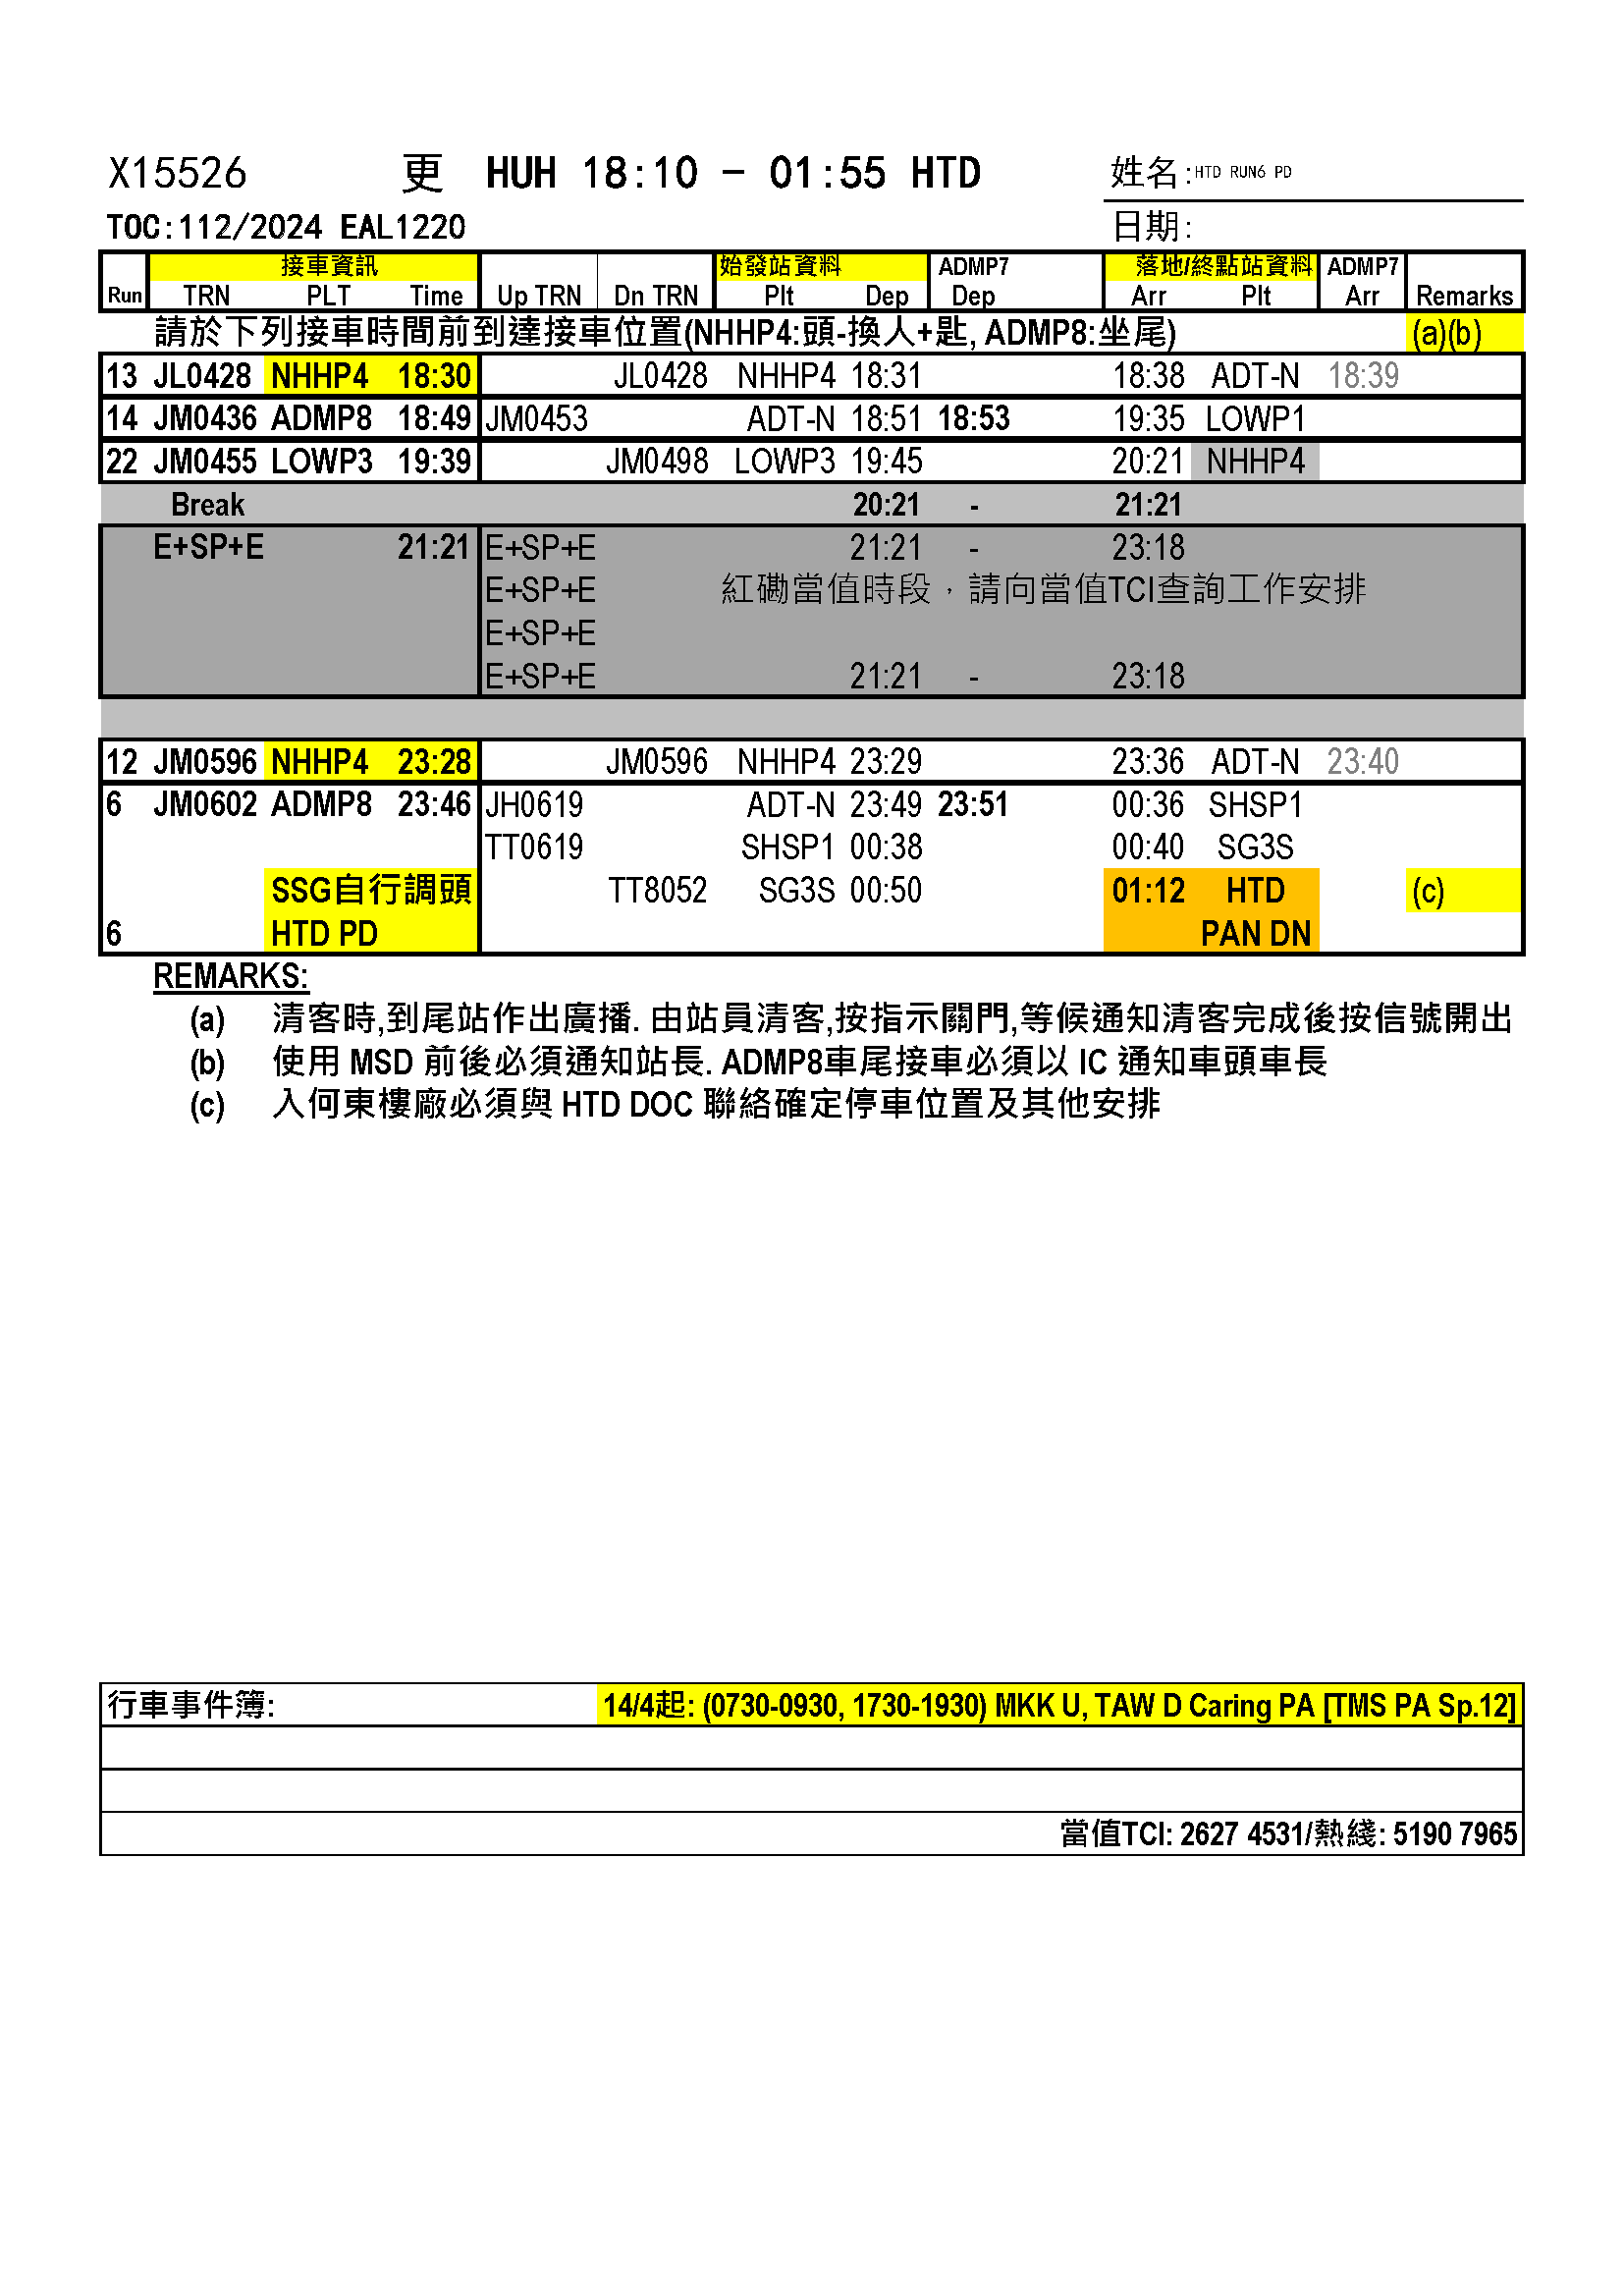 X15526 更 HUH 18:10 - 01:55 HTD 姓名:HTD RUN6 PD
TOC:112/2024 EAL1220 日期:
接車資訊 始發站資料 ADMP7 落地/終點站資料 ADMP7
Run TRN PLT Time Up TRN Dn TRN Plt Dep Dep Arr Plt Arr Remarks
請於下列接車時間前到達接車位置(NHHP4:頭-換人+匙, ADMP8:坐尾) (a)(b)
13 JL0428 NHHP4 18:30 JL0428 NHHP4 18:31 18:38 ADT-N 18:39
14 JM0436 ADMP8 18:49 JM0453 ADT-N 18:51 18:53 19:35 LOWP1
22 JM0455 LOWP3 19:39 JM0498 LOWP3 19:45 20:21 NHHP4
Break 20:21 - 21:21
E+SP+E 21:21 E+SP+E 21:21 - 23:18
E+SP+E 紅磡當值時段，請向當值TCI查詢工作安排
E+SP+E
E+SP+E 21:21 - 23:18
12 JM0596 NHHP4 23:28 JM0596 NHHP4 23:29 23:36 ADT-N 23:40
6 JM0602 ADMP8 23:46 JH0619 ADT-N 23:49 23:51 00:36 SHSP1
TT0619 SHSP1 00:38 00:40 SG3S
SSG自行調頭 TT8052 SG3S 00:50 01:12 HTD (c)
6 HTD PD PAN DN
REMARKS:
(a) 清客時,到尾站作出廣播. 由站員清客,按指示關門,等候通知清客完成後按信號開出
(b) 使用 MSD 前後必須通知站長. ADMP8車尾接車必須以 IC 通知車頭車長
(c) 入何東樓廠必須與 HTD DOC 聯絡確定停車位置及其他安排
行車事件簿: 14/4起: (0730-0930, 1730-1930) MKK U, TAW D Caring PA [TMS PA Sp.12]
當值TCI: 2627 4531/熱綫: 5190 7965